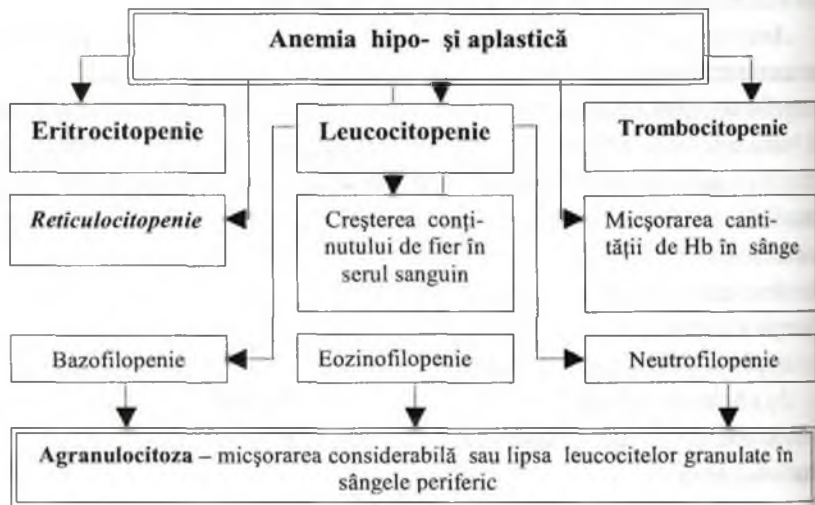 Anemia hipo- şi aplastică
Eritrocitopenie
Leucocitopenie
Trombocitopenie
Reticulocitopenie
Creşterea conţi-
nutului de fier în
serul sanguin
Micşorarea canti-
tăţii de Hb în sânge
Bazofilopenie
Eozinofilopenie
Neutrofilopenie
Agranulocitoza – micşorarea considerabilă sau lipsa leucocitelor granulate în
sângele periferic